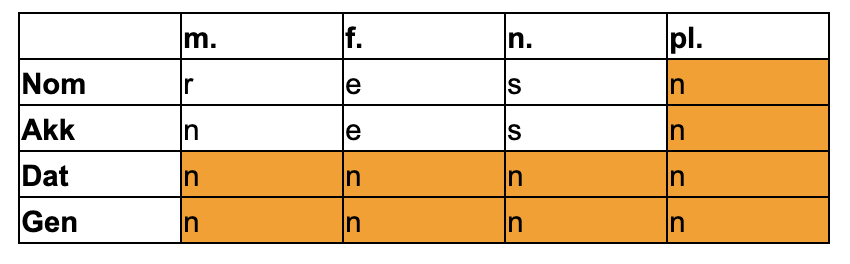 m. f. n. pl.
Nom r e s n
Akk n e s n
Dat n n n n
Gen n n n n